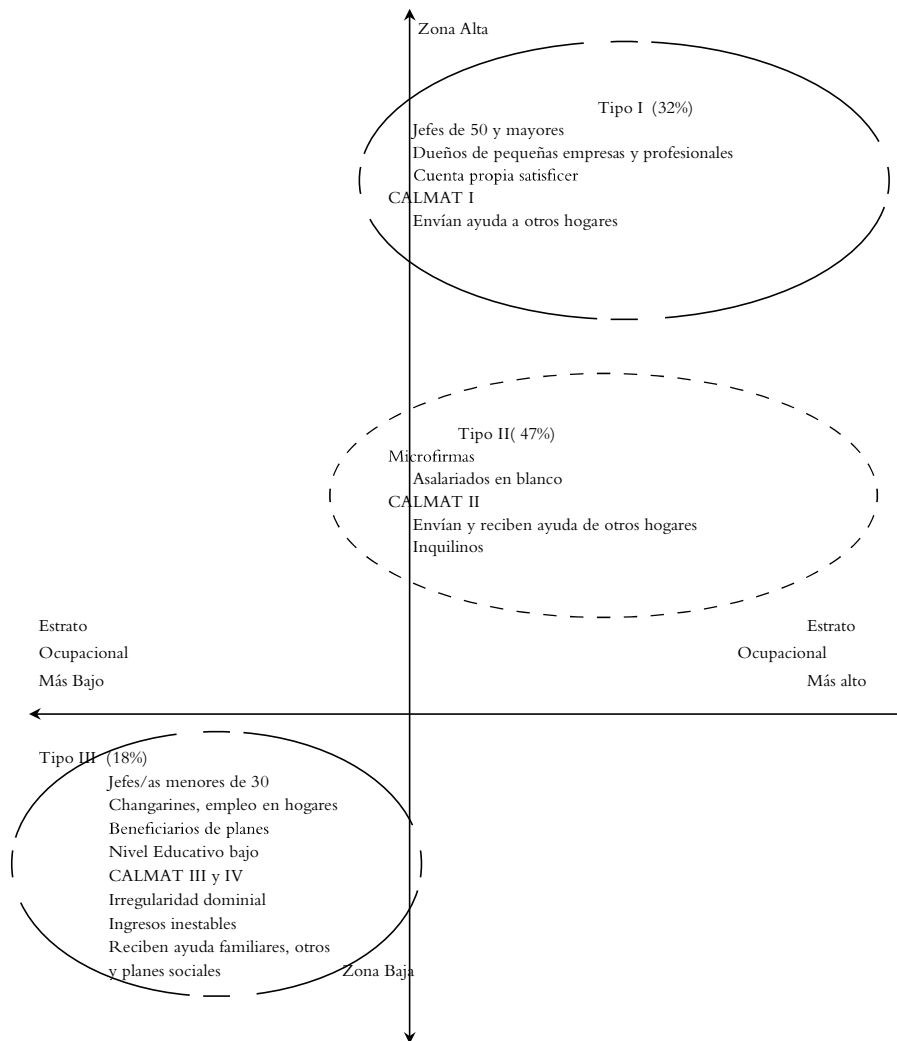 Zona Alta
Tipo I (32%)
Jefes de 50 y mayores
Dueños de pequeñas empresas y profesionales
Cuenta propia satisficer
CALMAT I
Envían ayuda a otros hogares
Tipo II( 47%)
Microfirmas
Asalariados en blanco
CALMAT II
Envían y reciben ayuda de otros hogares
Inquilinos
Estrato
Ocupacional
Más Bajo
Estrato
Ocupacional
Más alto
Tipo III (18%)
Jefes/as menores de 30
Changarines, empleo en hogares
Beneficiarios de planes
Nivel Educativo bajo
CALMAT III y IV
Irregularidad dominial
Ingresos inestables
Reciben ayuda familiares, otros
y planes sociales
Zona Baja